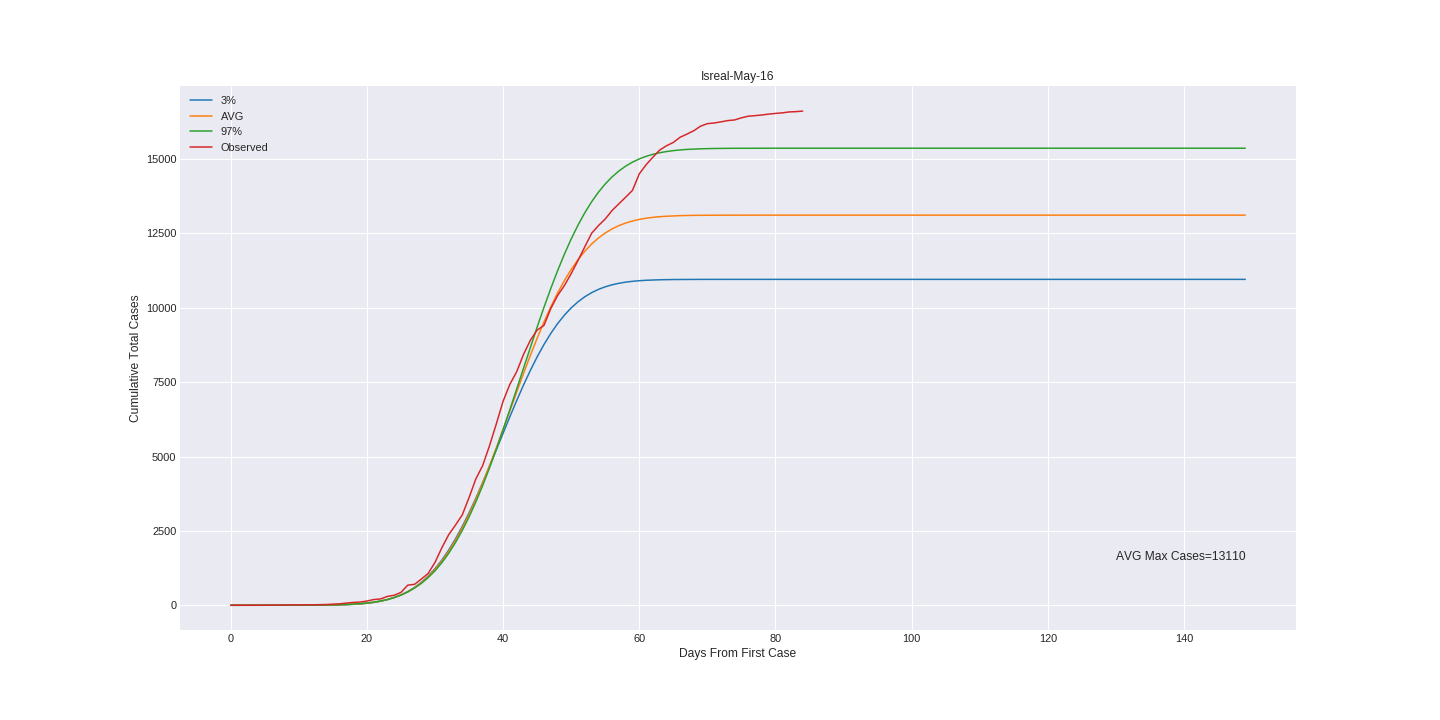 Isreal-May-16
3%
AVG
97%
Observed
15000
12500
10000
7500
5000
2500
0
Cumulative Total Cases
AVG Max Cases=13110
0 20 40 60 80 100 120 140
Days From First Case